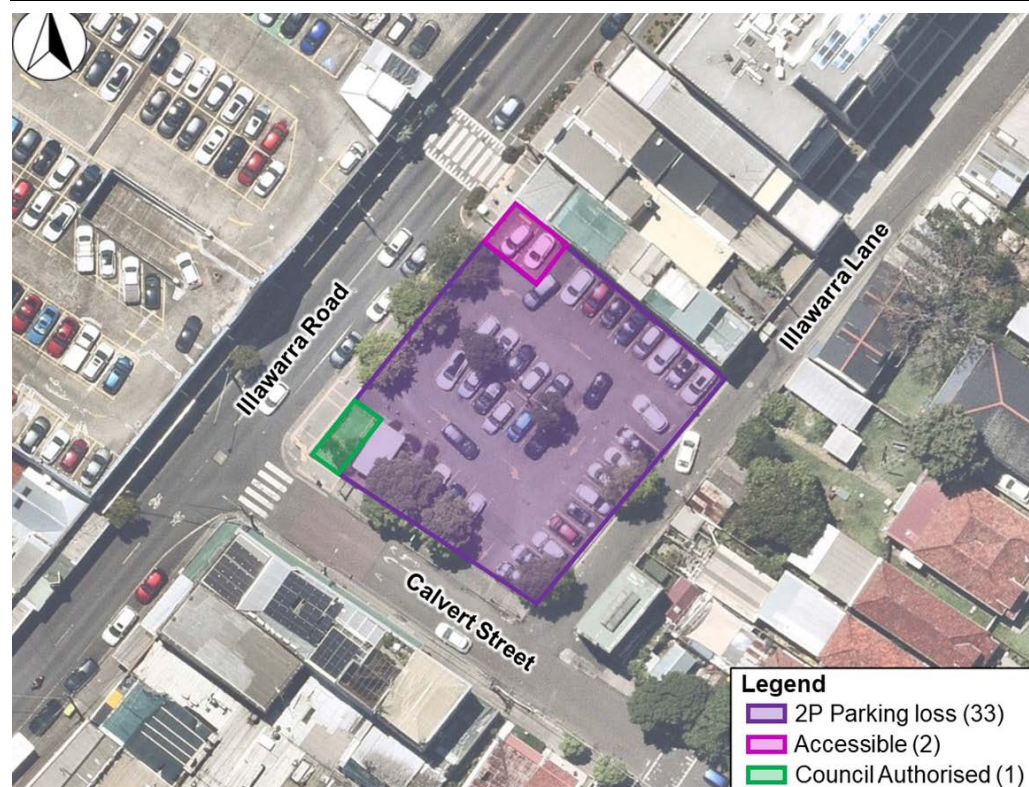 Illawarra Road
Illawarra Lane
Calvert Street
Legend
2P Parking loss (33)
Accessible (2)
Council Authorised (1)